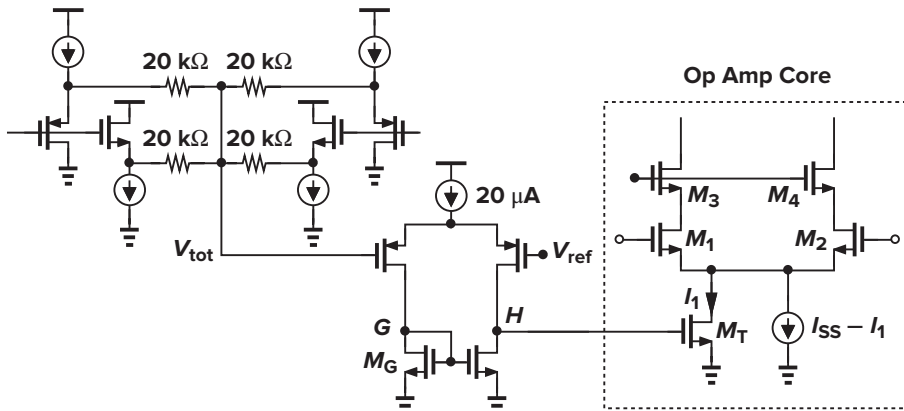 20 kΩ 20 kΩ
Op Amp Core
20 kΩ 20 kΩ
20 μA
M3 M4
Vtot
Vref
M1 M2
I1
G H
MT
ISS – I1
MG